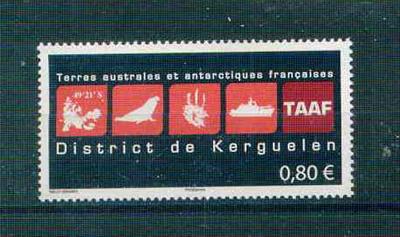 Terres australes et antarctiques françaises
49°21'S
TAAF
District de Kerguelen
0,80 €